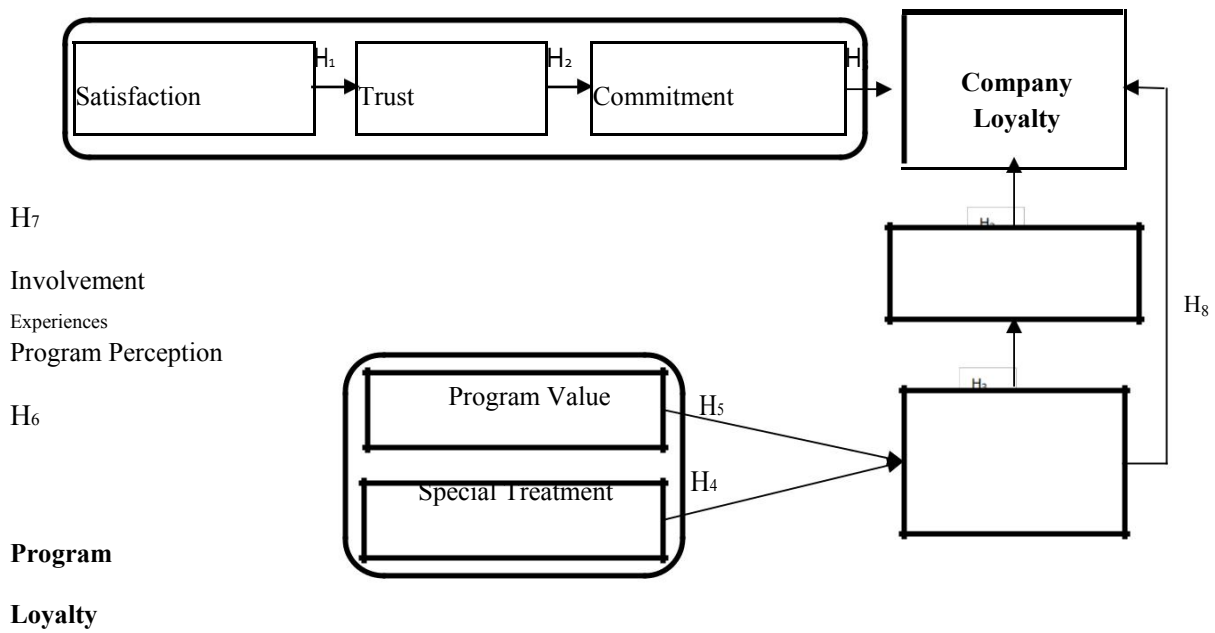 H₁
H₂
H
Satisfaction
Trust
Commitment
Company
Loyalty
H₇
Involvement
Experiences
Program Perception
H₆
H₈
Program Value
H₅
Special Treatment
H₄
Program
Loyalty